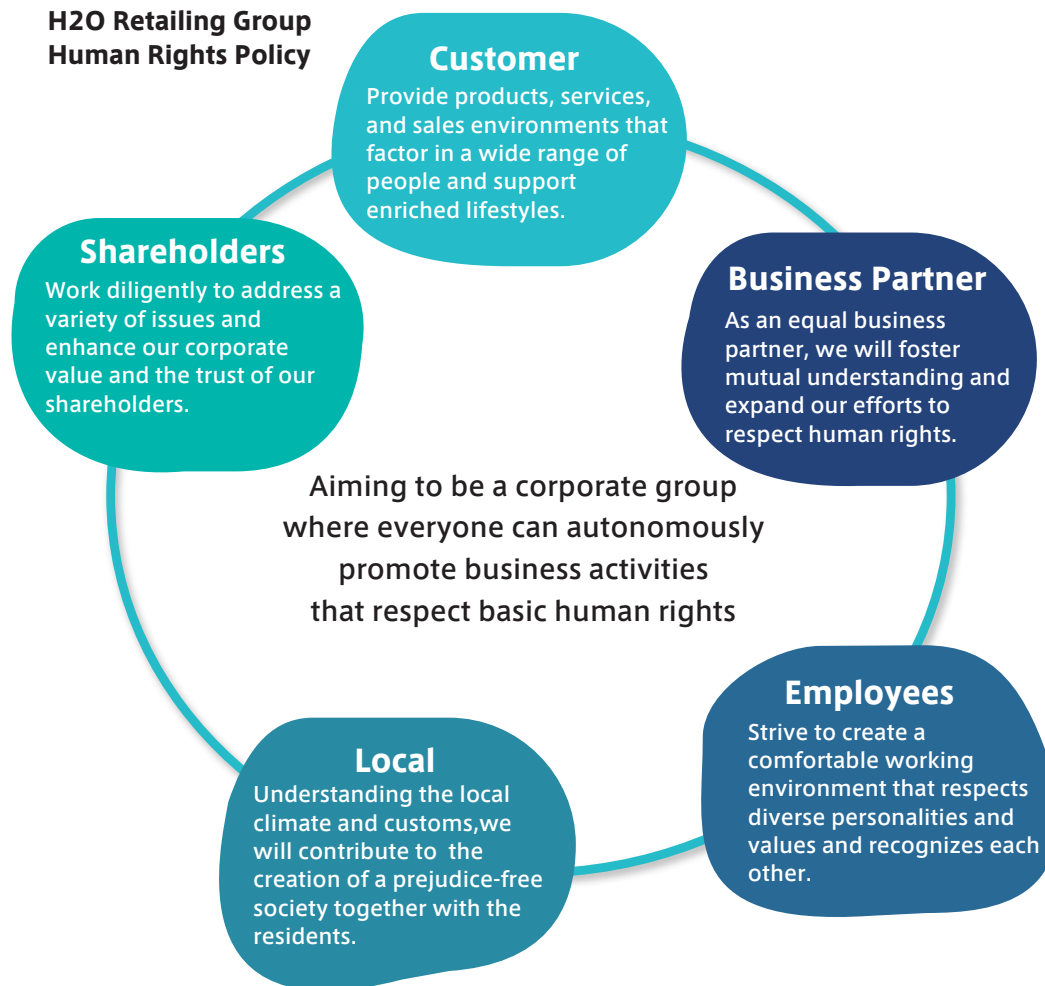 H2O Retailing Group
Human Rights Policy
Customer
Provide products, services,
and sales environments that
factor in a wide range of
people and support
enriched lifestyles.
Shareholders
Work diligently to address a
variety of issues and
enhance our corporate
value and the trust of our
shareholders.
Business Partner
As an equal business
partner, we will foster
mutual understanding and
expand our efforts to
respect human rights.
Aiming to be a corporate group
where everyone can autonomously
promote business activities
that respect basic human rights
Employees
Strive to create a
comfortable working
environment that respects
diverse personalities and
values and recognizes each
other.
Local
Understanding the local
climate and customs,we
will contribute to  the
creation of a prejudice-free
society together with the
residents.